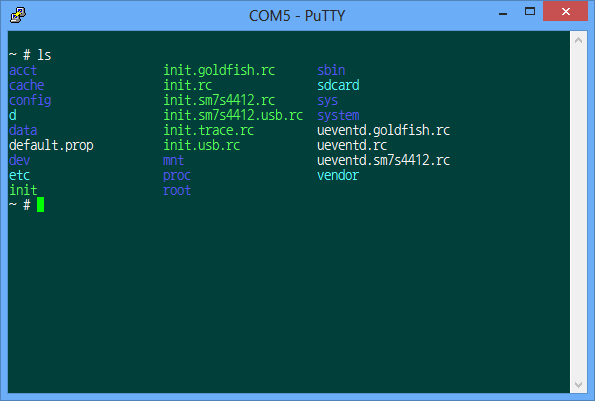 COM5 - PuTTY
~ # ls
acct init.goldfish.rc sbin
cache init.rc sdcard
config init.sm7s4412.rc sys
d init.sm7s4412.usb.rc system
data init.trace.rc ueventd.goldfish.rc
default.prop init.usb.rc ueventd.rc
dev mnt ueventd.sm7s4412.rc
etc proc vendor
init root
~ #